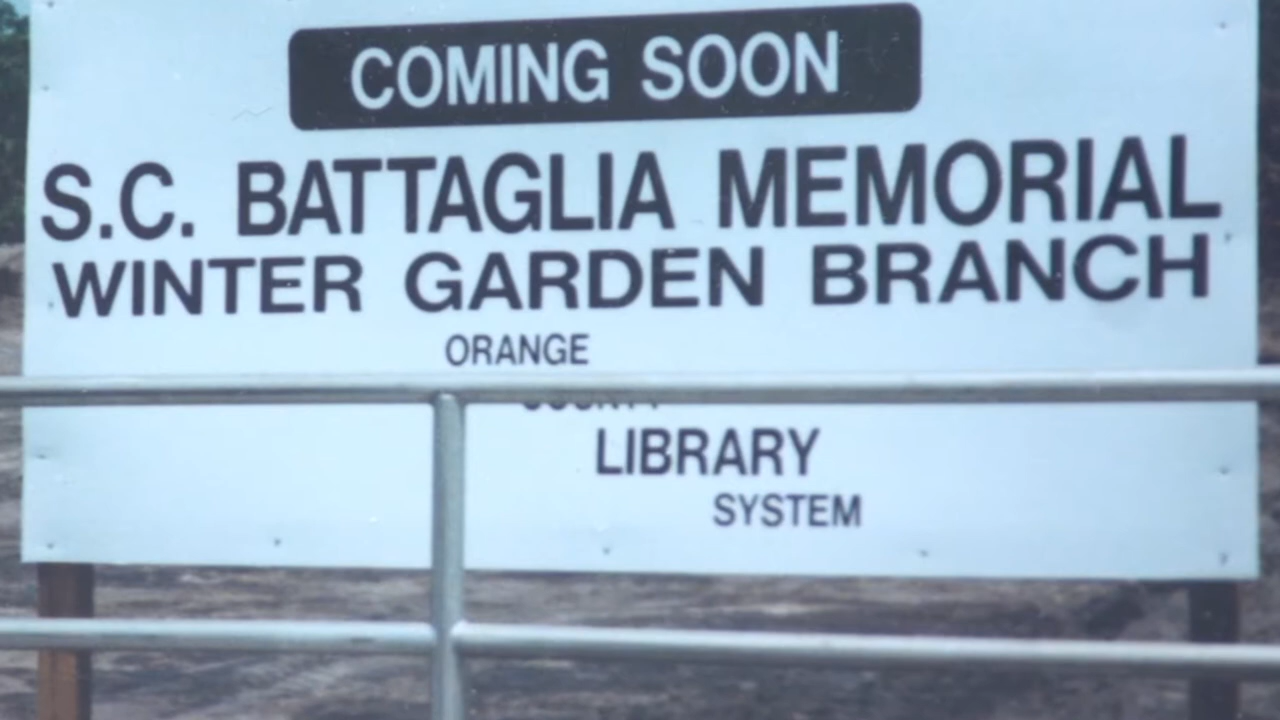 COMING SOON
S.C. BATTAGLIA MEMORIAL
WINTER GARDEN BRANCH
ORANGE
LIBRARY
SYSTEM